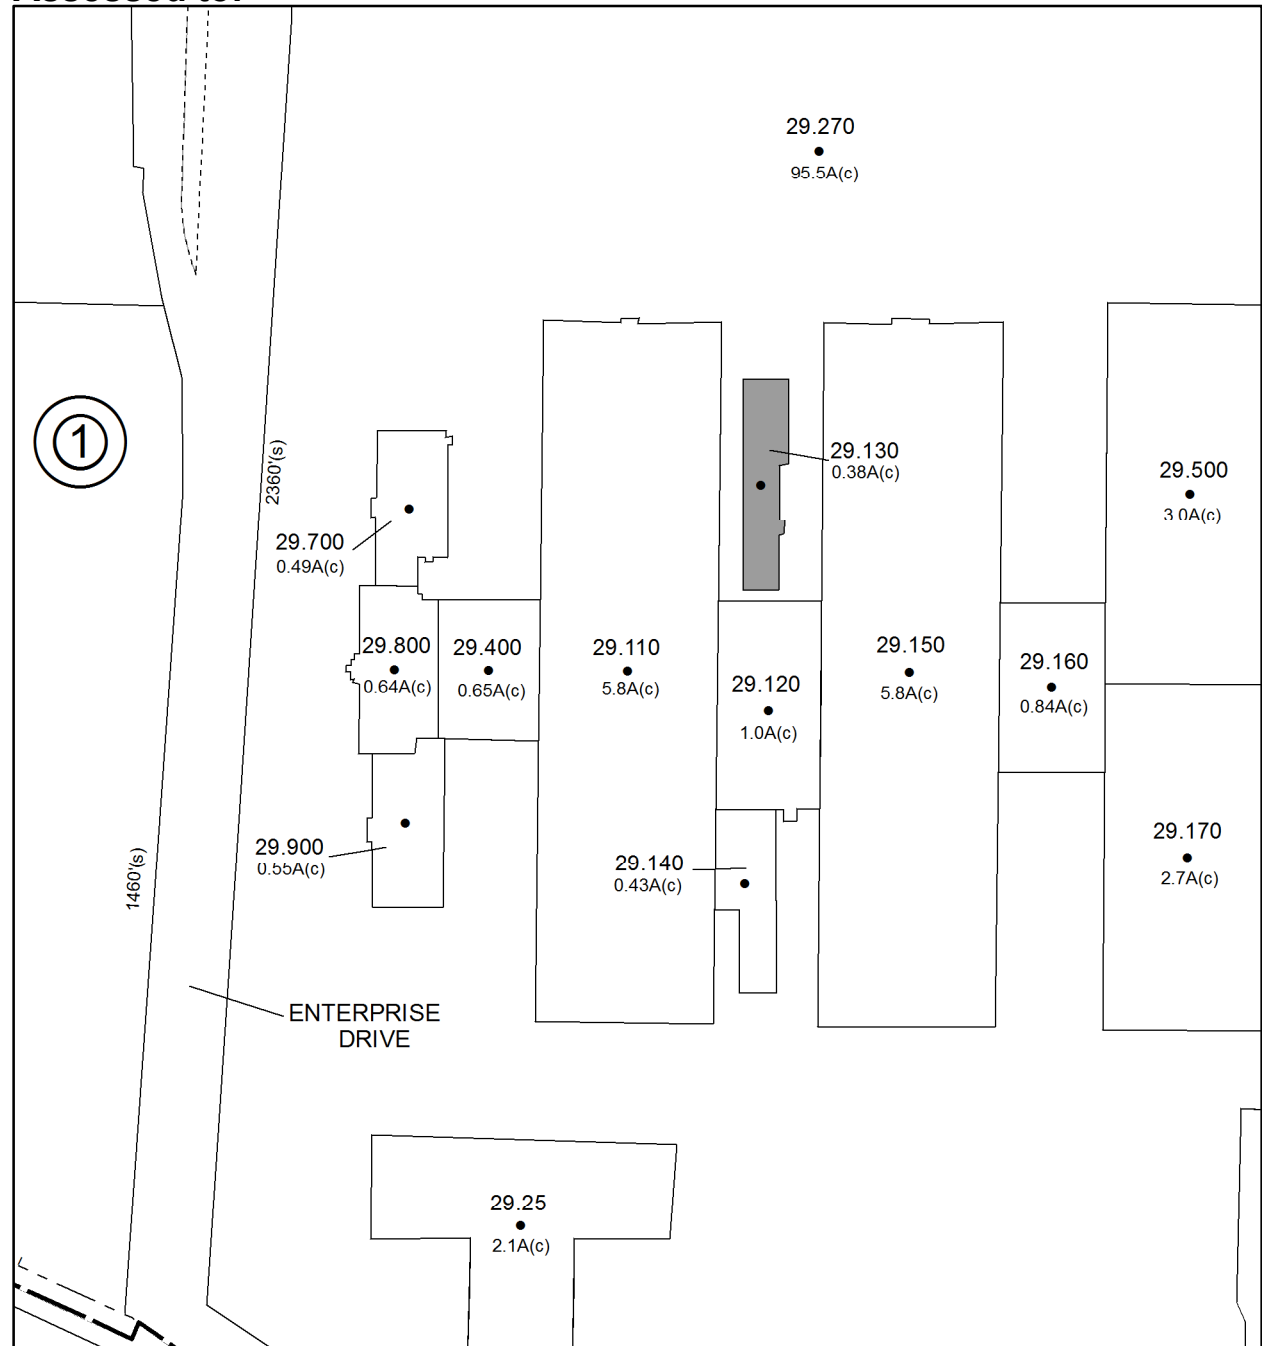 Assessed to:
29.270
95.5A(c)
1
2360'(s)
29.130
0.38A(c)
29.500
3.0A(c)
29.700
0.49A(c)
29.800
0.64A(c)
29.400
0.65A(c)
29.110
5.8A(c)
29.150
5.8A(c)
29.160
0.84A(c)
29.120
1.0A(c)
29.170
2.7A(c)
1460'(s)
29.900
0.55A(c)
29.140
0.43A(c)
ENTERPRISE
DRIVE
29.25
2.1A(c)